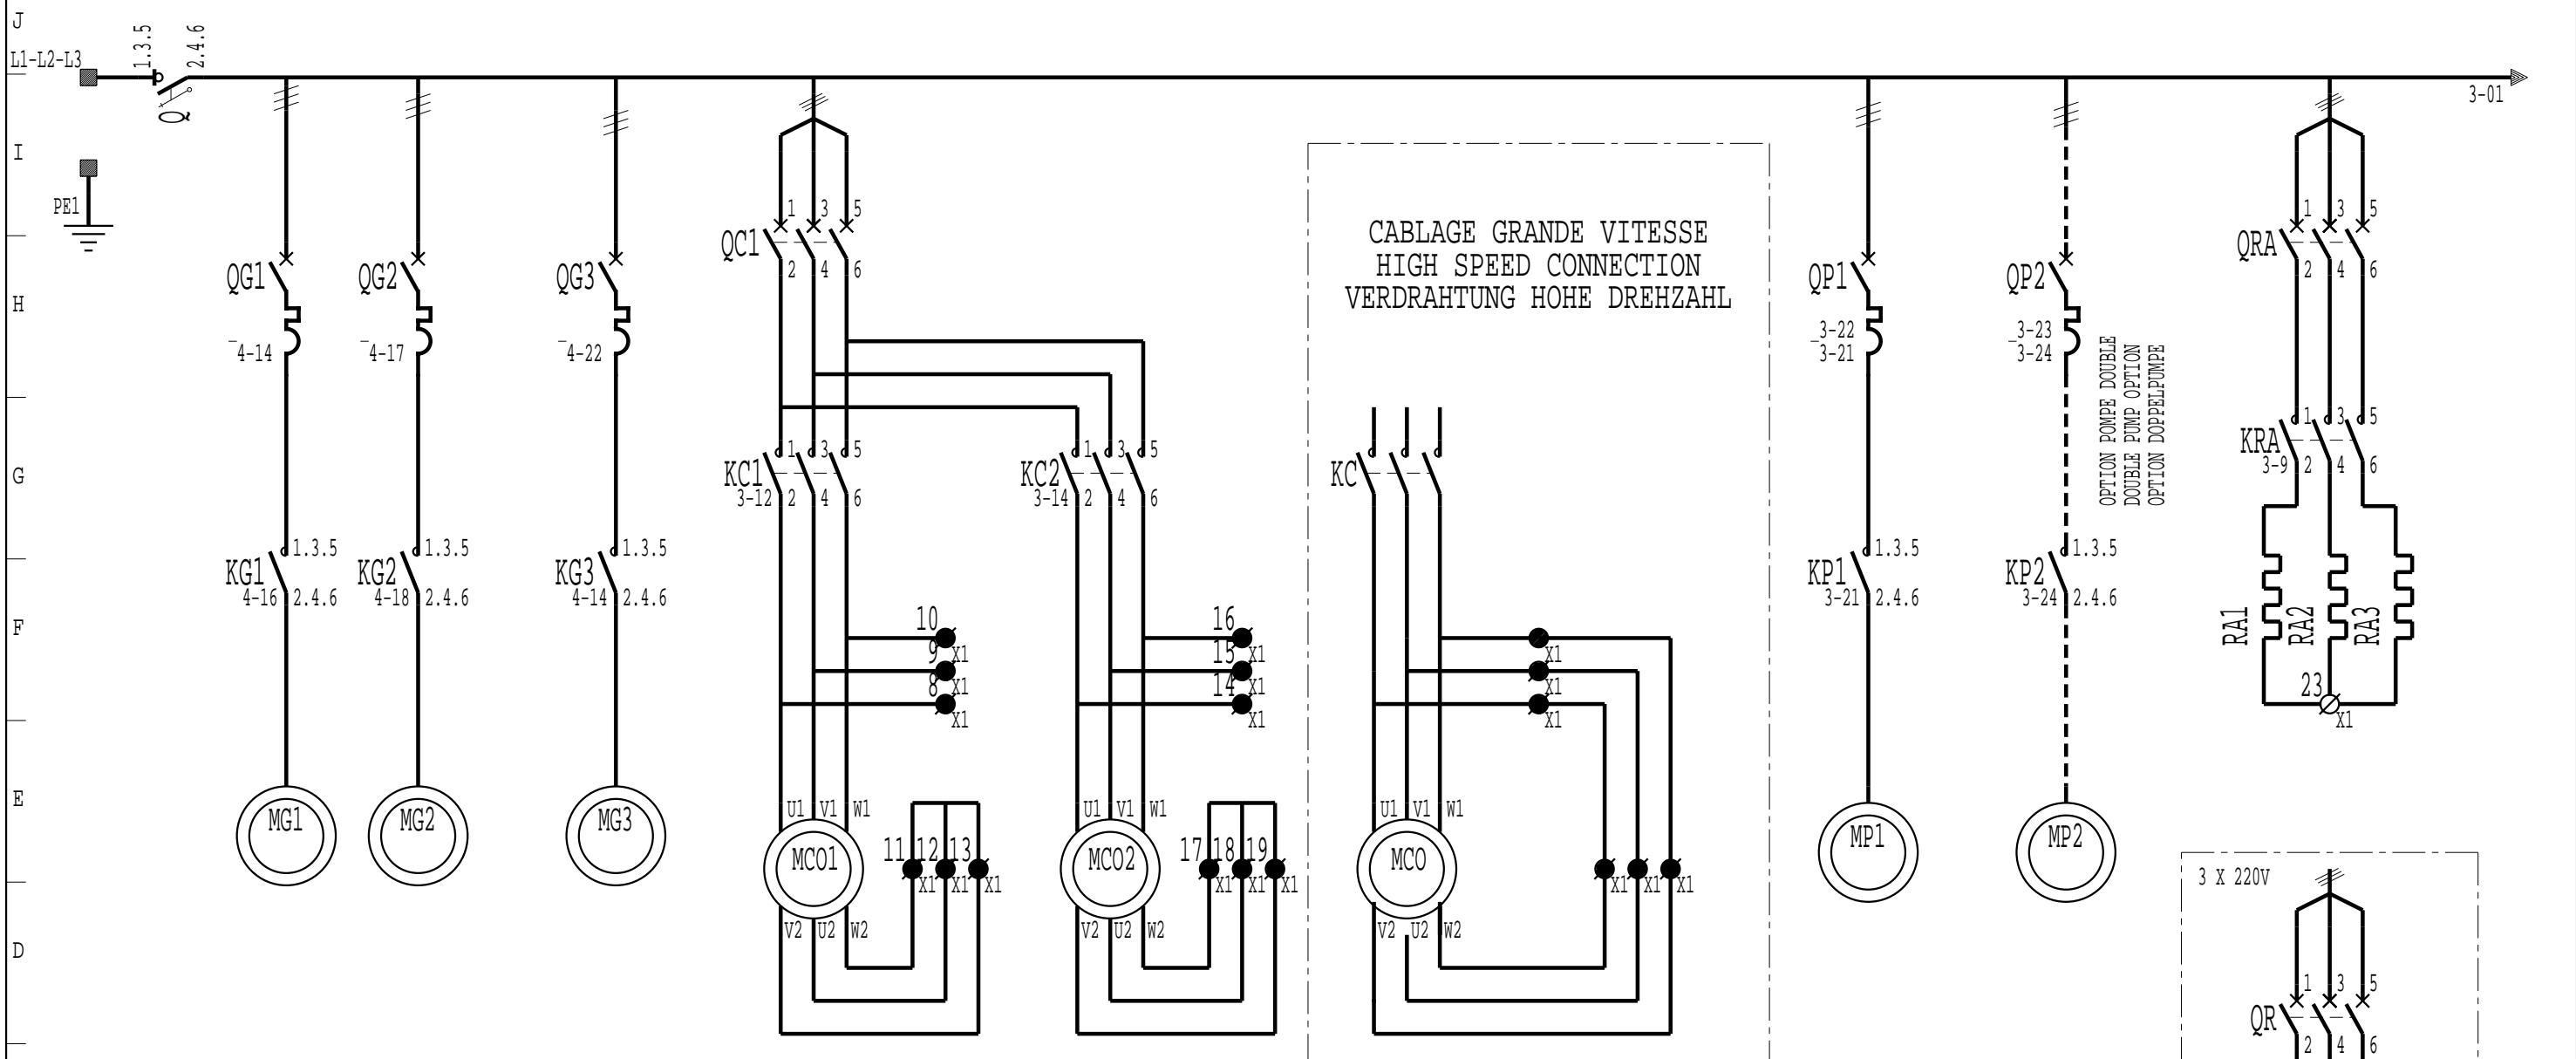 J
L1-L2-L3
1.3.5
2.4.6
Q
3-01
I
PE1
1 3 5
QC1
2 4 6
1 3 5
QRA
2 4 6
CABLAGE GRANDE VITESSE
HIGH SPEED CONNECTION
VERDRAHTUNG HOHE DREHZAHL
H
QG1
4-14
QG2
4-17
QG3
4-22
QP1
3-22
3-21
QP2
3-23
3-24
OPTION POMPE DOUBLE
DOUBLE PUMP OPTION
OPTION DOPPELPUMPE
G
1 3 5
KC1
3-12 2 4 6
1 3 5
KC2
3-14 2 4 6
KC
1 3 5
KRA
3-9 2 4 6
F
1.3.5
KG1
4-16 2.4.6
1.3.5
KG2
4-18 2.4.6
1.3.5
KG3
4-14 2.4.6
1.3.5
KP1
3-21 2.4.6
1.3.5
KP2
3-24 2.4.6
10
X1
9
X1
8
X1
16
X1
15
X1
14
X1
X1
X1
X1
RA1
RA2
RA3
23
X1
E
MG1
MG2
MG3
U1 V1 W1
MCO1
V2 U2 W2
11 12 13
X1 X1 X1
U1 V1 W1
MCO2
V2 U2 W2
17 18 19
X1 X1 X1
U1 V1 W1
MCO
V2 U2 W2
X1 X1 X1
MP1
MP2
D
3 X 220V
1 3 5
QR
2 4 6